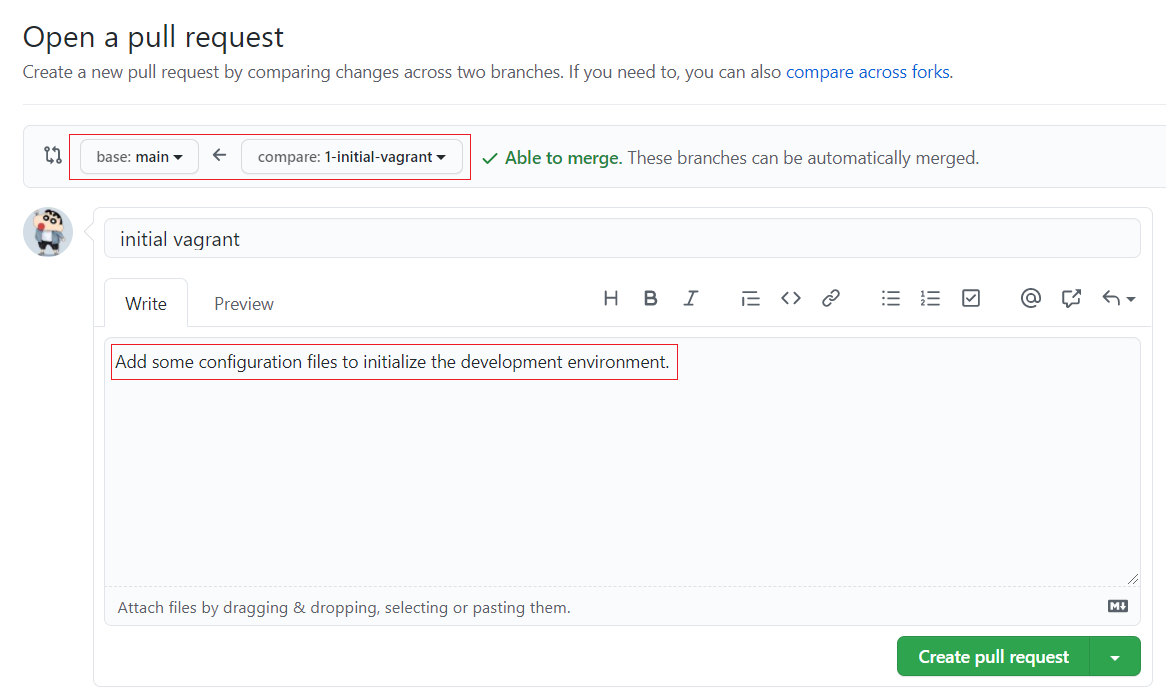 Open a pull request
Create a new pull request by comparing changes across two branches. If you need to, you can also compare across forks.
base: main compare: 1-initial-vagrant Able to merge. These branches can be automatically merged.
initial vagrant
Write Preview
Add some configuration files to initialize the development environment.
Attach files by dragging & dropping, selecting or pasting them.
Create pull request